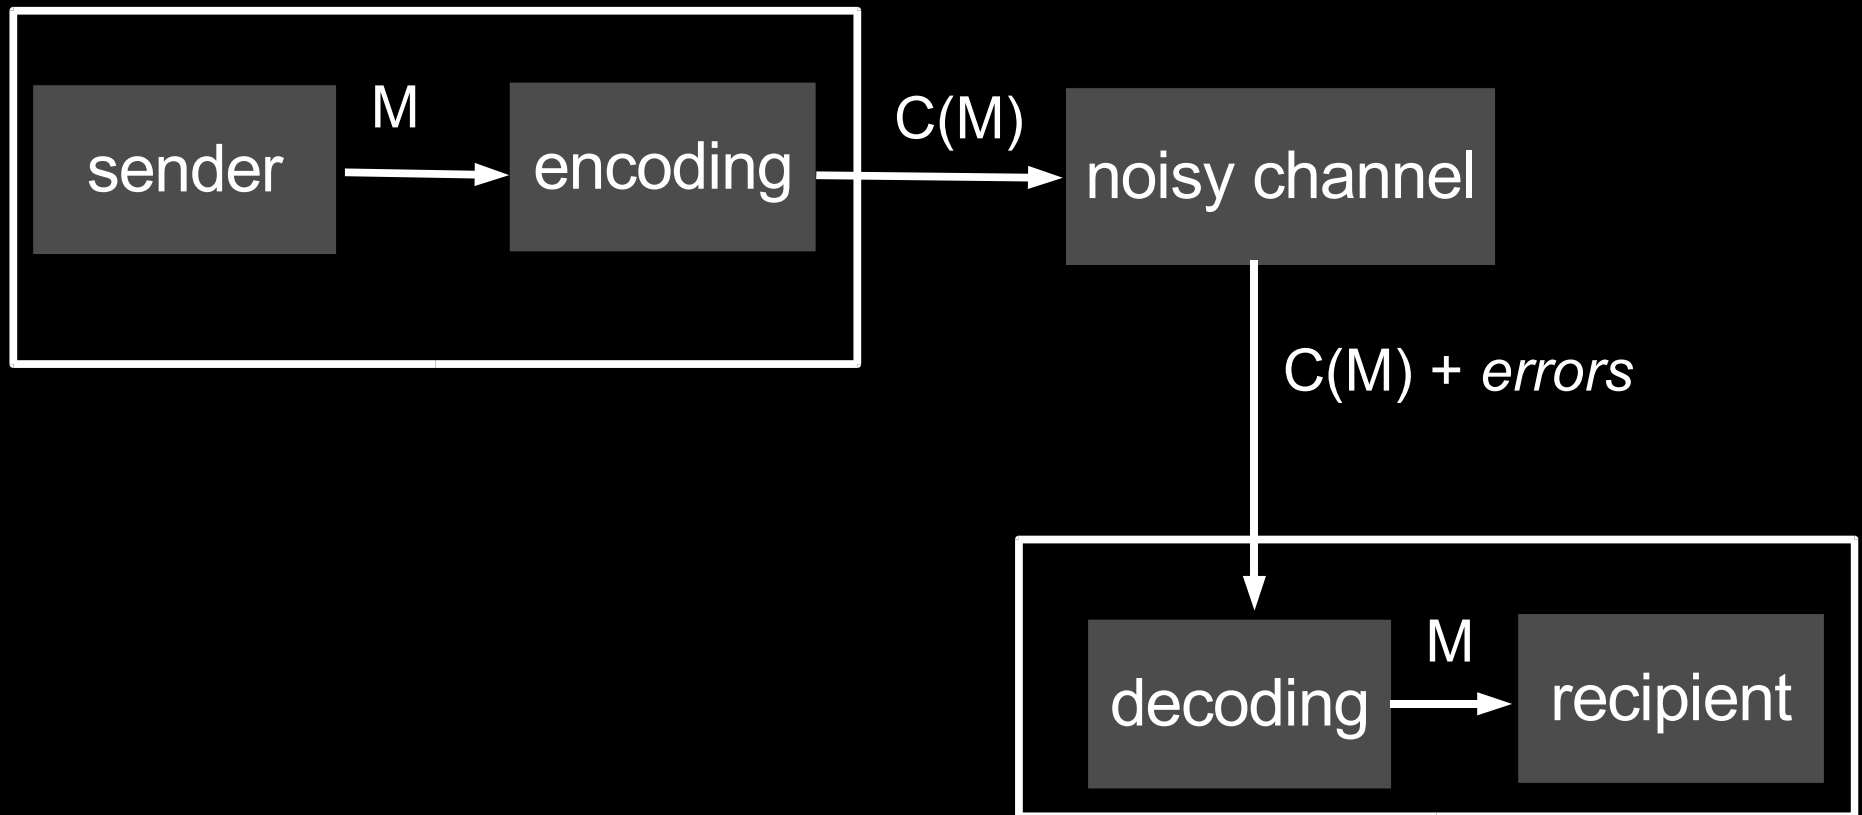 sender
M
encoding
C(M)
noisy channel
C(M) + errors
decoding
M
recipient